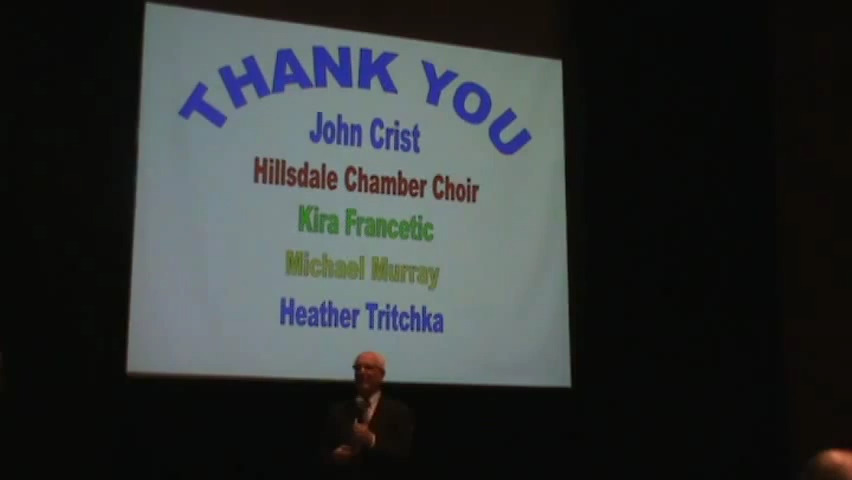 THANK YOU
John Crist
Hillsdale Chamber Choir
Kira Francetic
Michael Murray
Heather Tritchka